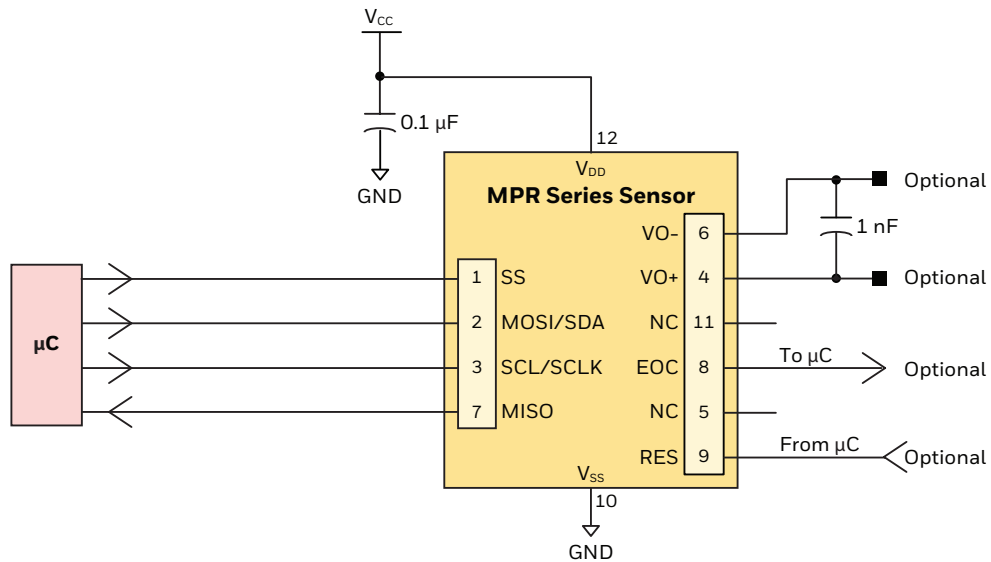 VCC
0.1 µF
GND
12
VDD
MPR Series Sensor
VO- 6
Optional
1 nF
µC
1 SS
VO+ 4
Optional
2 MOSI/SDA
NC 11
3 SCL/SCLK
EOC 8
To µC
Optional
7 MISO
NC 5
RES 9
From µC
Optional
VSS
10
GND